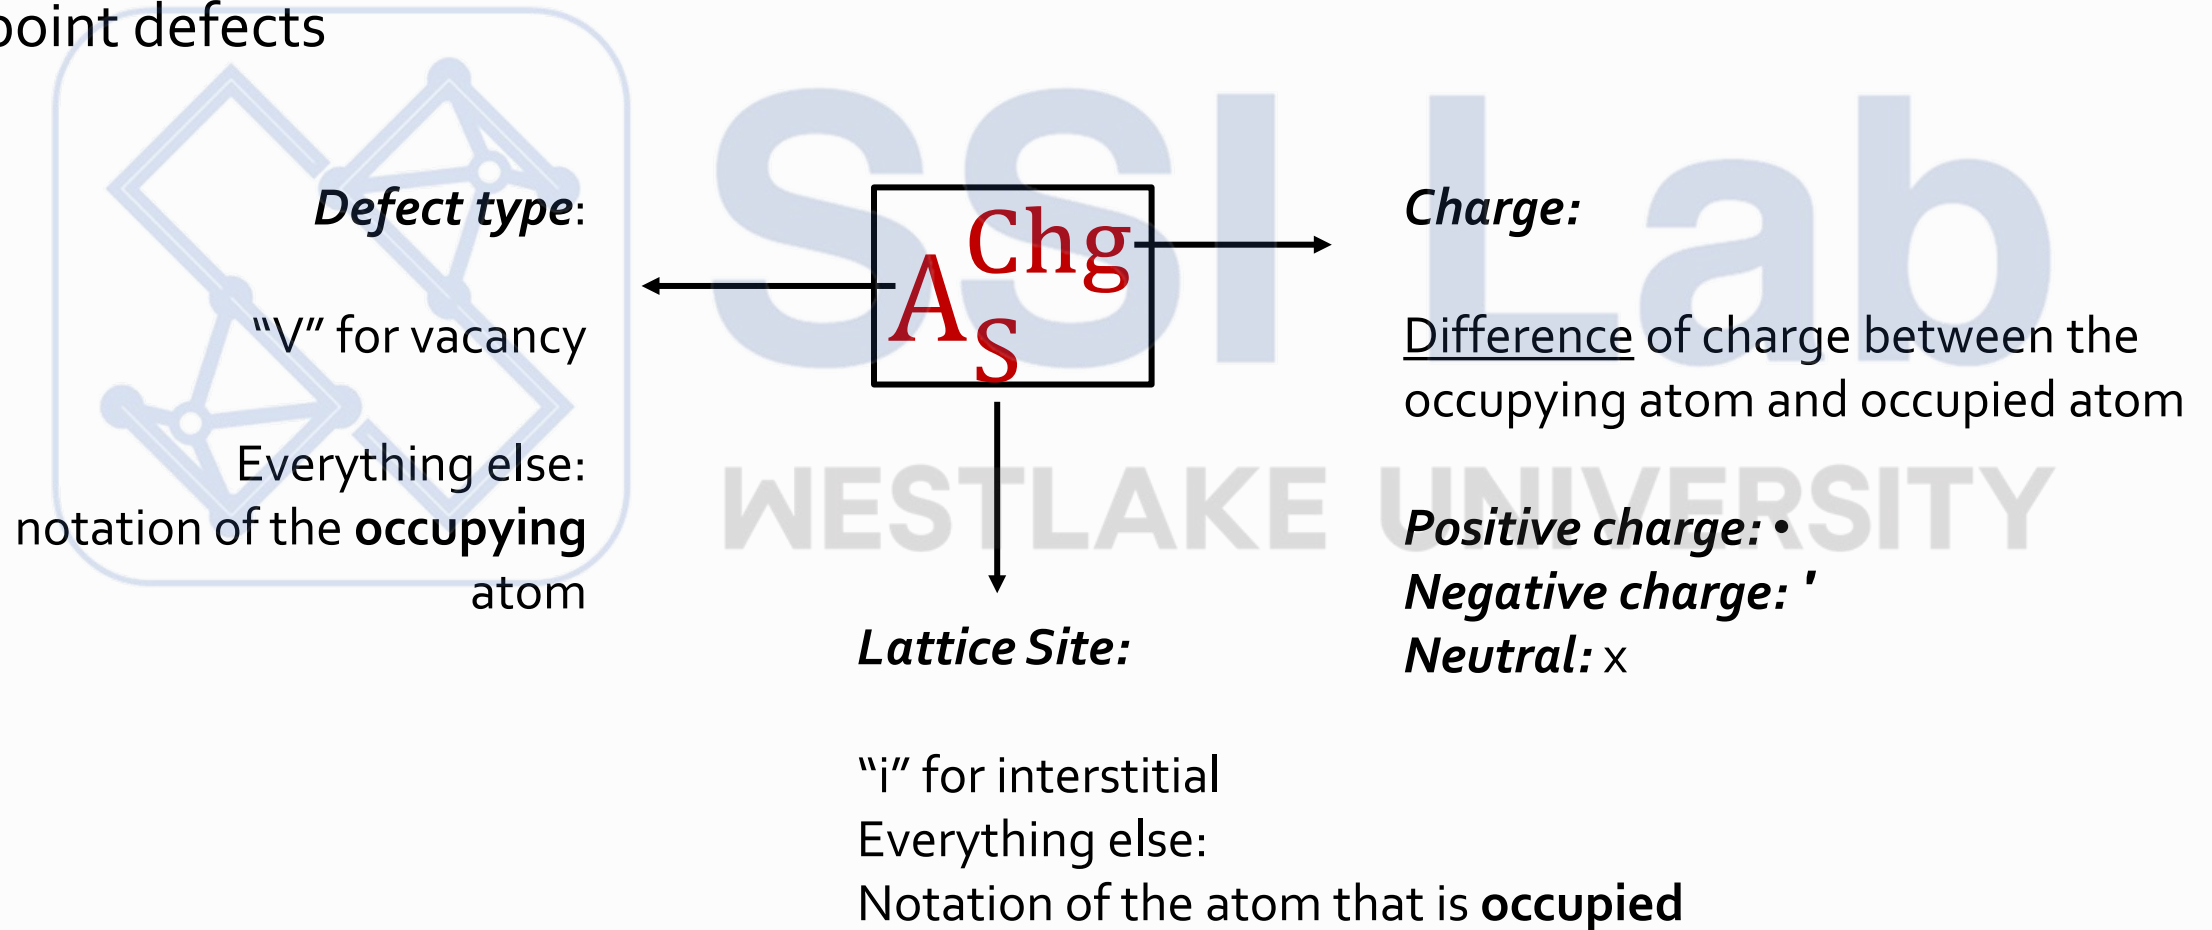 point defects
SSI Lab
WESTLAKE UNIVERSITY
Defect type:
"V" for vacancy
Everything else:
notation of the occupying
atom
A
Chg
S
Charge:
Difference of charge between the
occupying atom and occupied atom
Positive charge: •
Negative charge: '
Neutral: x
Lattice Site:
"i" for interstitial
Everything else:
Notation of the atom that is occupied